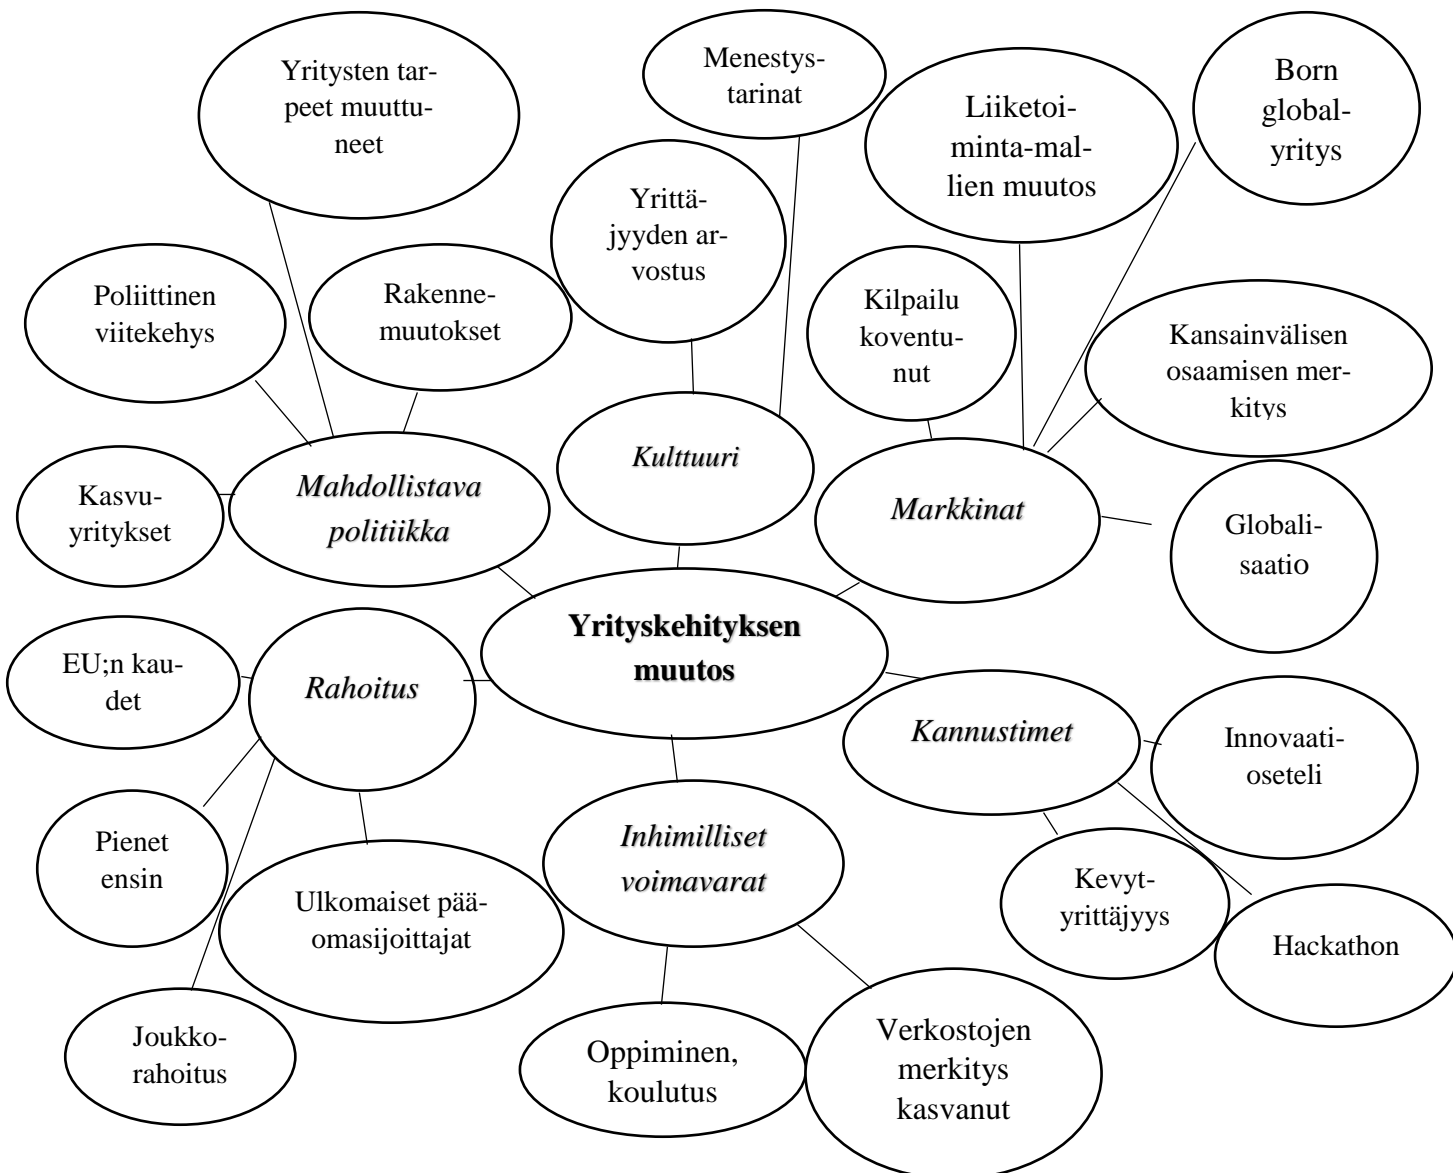 Yritysten tar-
peet muuttu-
neet
Menestys-
tarinat
Liiketoi-
minta-mal-
lien muutos
Born
global-
yritys
Yrittä-
jyyden ar-
vostus
Poliittinen
viitekehys
Rakenne-
muutokset
Kilpailu
koventu-
nut
Kansainvälisen
osaamisen mer-
kitys
Kulttuuri
Mahdollistava
politiikka
Markkinat
Kasvu-
yritykset
Globali-
saatio
Yrityskehityksen
muutos
EU;n kau-
det
Rahoitus
Kannustimet
Innovaati-
oseteli
Pienet
ensin
Inhimilliset
voimavarat
Kevyt-
yrittäjyys
Ulkomaiset pää-
omasijoittajat
Hackathon
Joukko-
rahoitus
Oppiminen,
koulutus
Verkostojen
merkitys
kasvanut